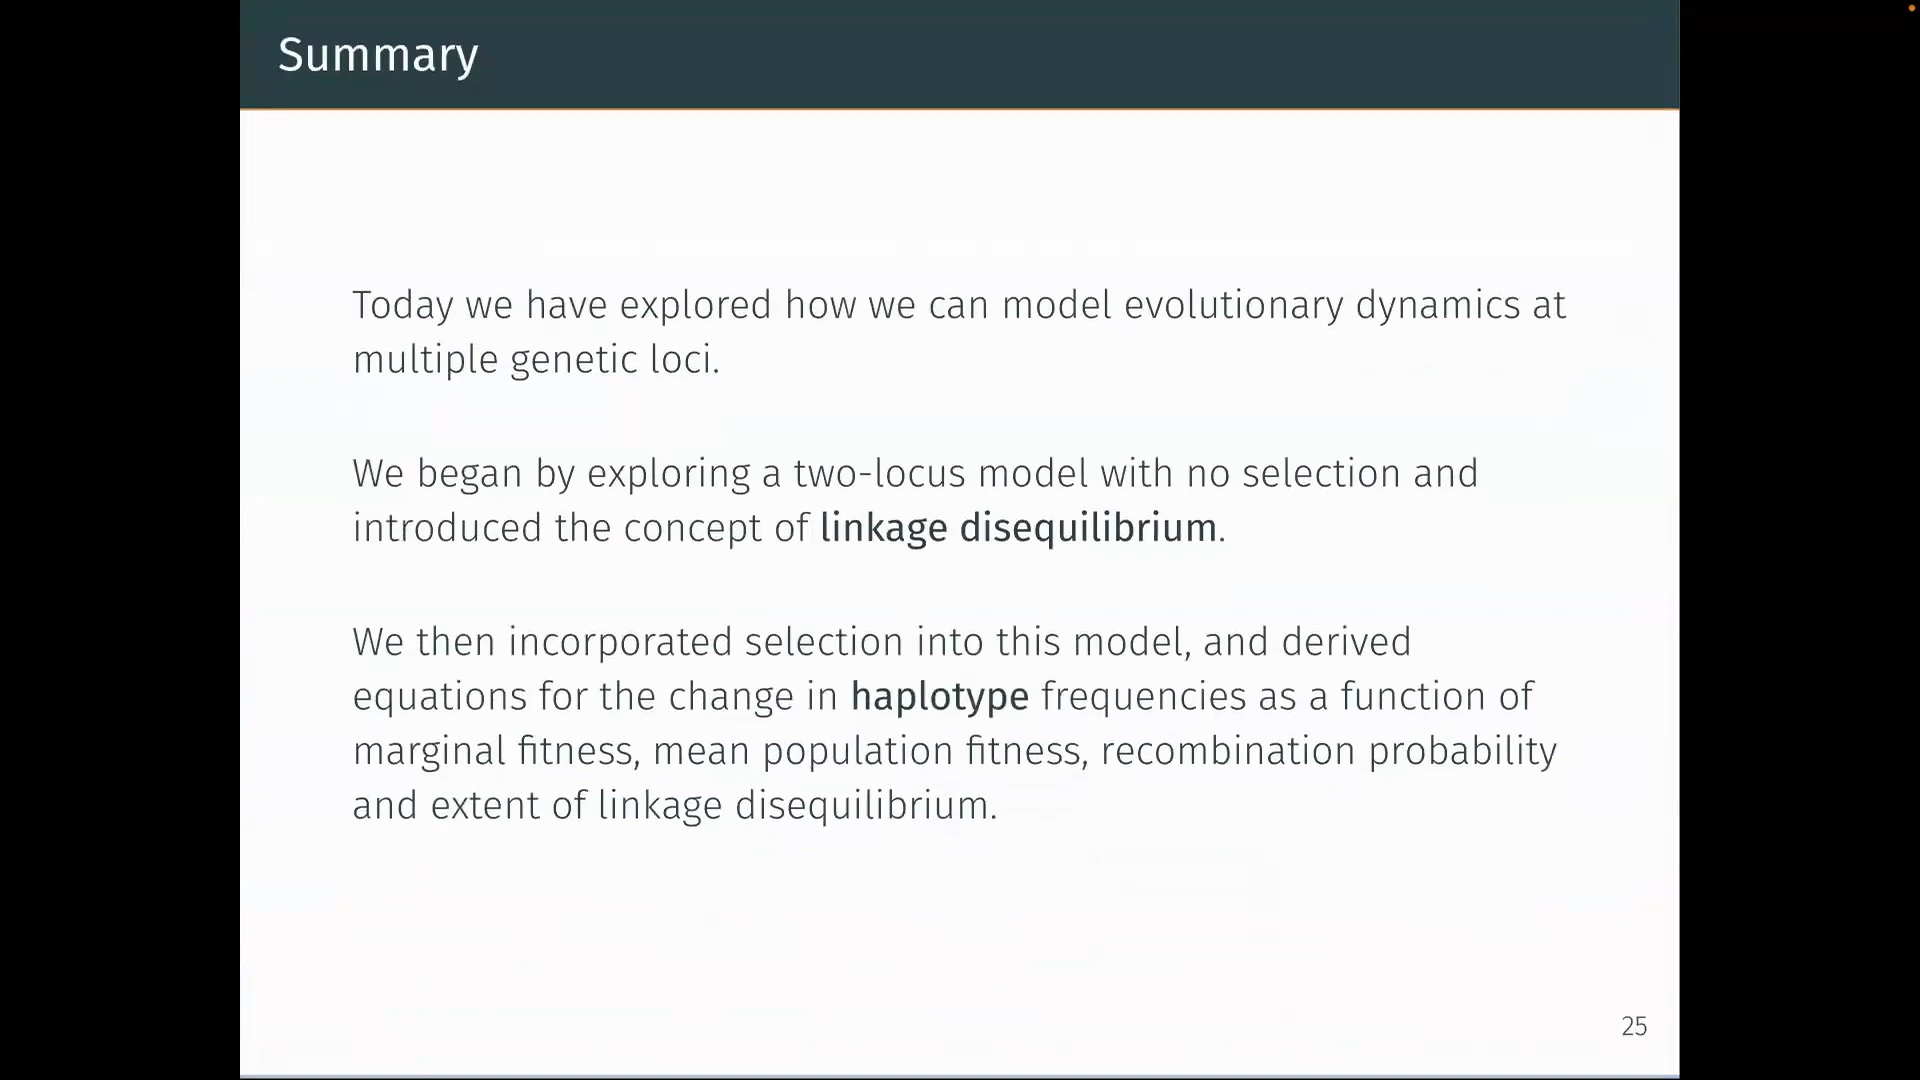 Summary
Today we have explored how we can model evolutionary dynamics at
multiple genetic loci.
We began by exploring a two-locus model with no selection and
introduced the concept of linkage disequilibrium.
We then incorporated selection into this model, and derived
equations for the change in haplotype frequencies as a function of
marginal fitness, mean population fitness, recombination probability
and extent of linkage disequilibrium.
25